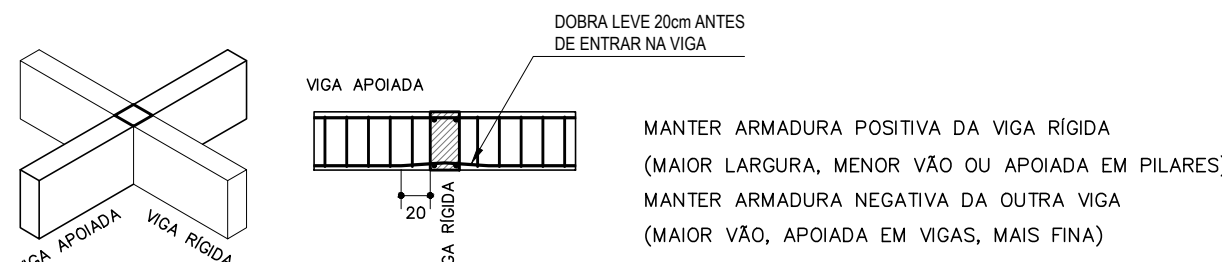 DOBRA LEVE 20cm ANTES
DE ENTRAR NA VIGA
VIGA APOIADA
MANTER ARMADURA POSITIVA DA VIGA RÍGIDA
(MAIOR LARGURA, MENOR VÃO OU APOIADA EM PILARES)
MANTER ARMADURA NEGATIVA DA OUTRA VIGA
(MAIOR VÃO, APOIADA EM VIGAS, MAIS FINA)
20
RÍGIDA
APOIADA
VIGA RÍGIDA